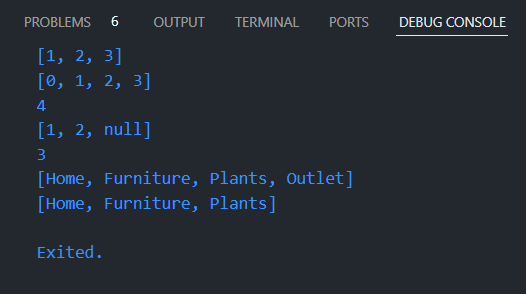 PROBLEMS 6 OUTPUT TERMINAL PORTS DEBUG CONSOLE
[1, 2, 3]
[0, 1, 2, 3]
4
[1, 2, null]
3
[Home, Furniture, Plants, Outlet]
[Home, Furniture, Plants]
Exited.